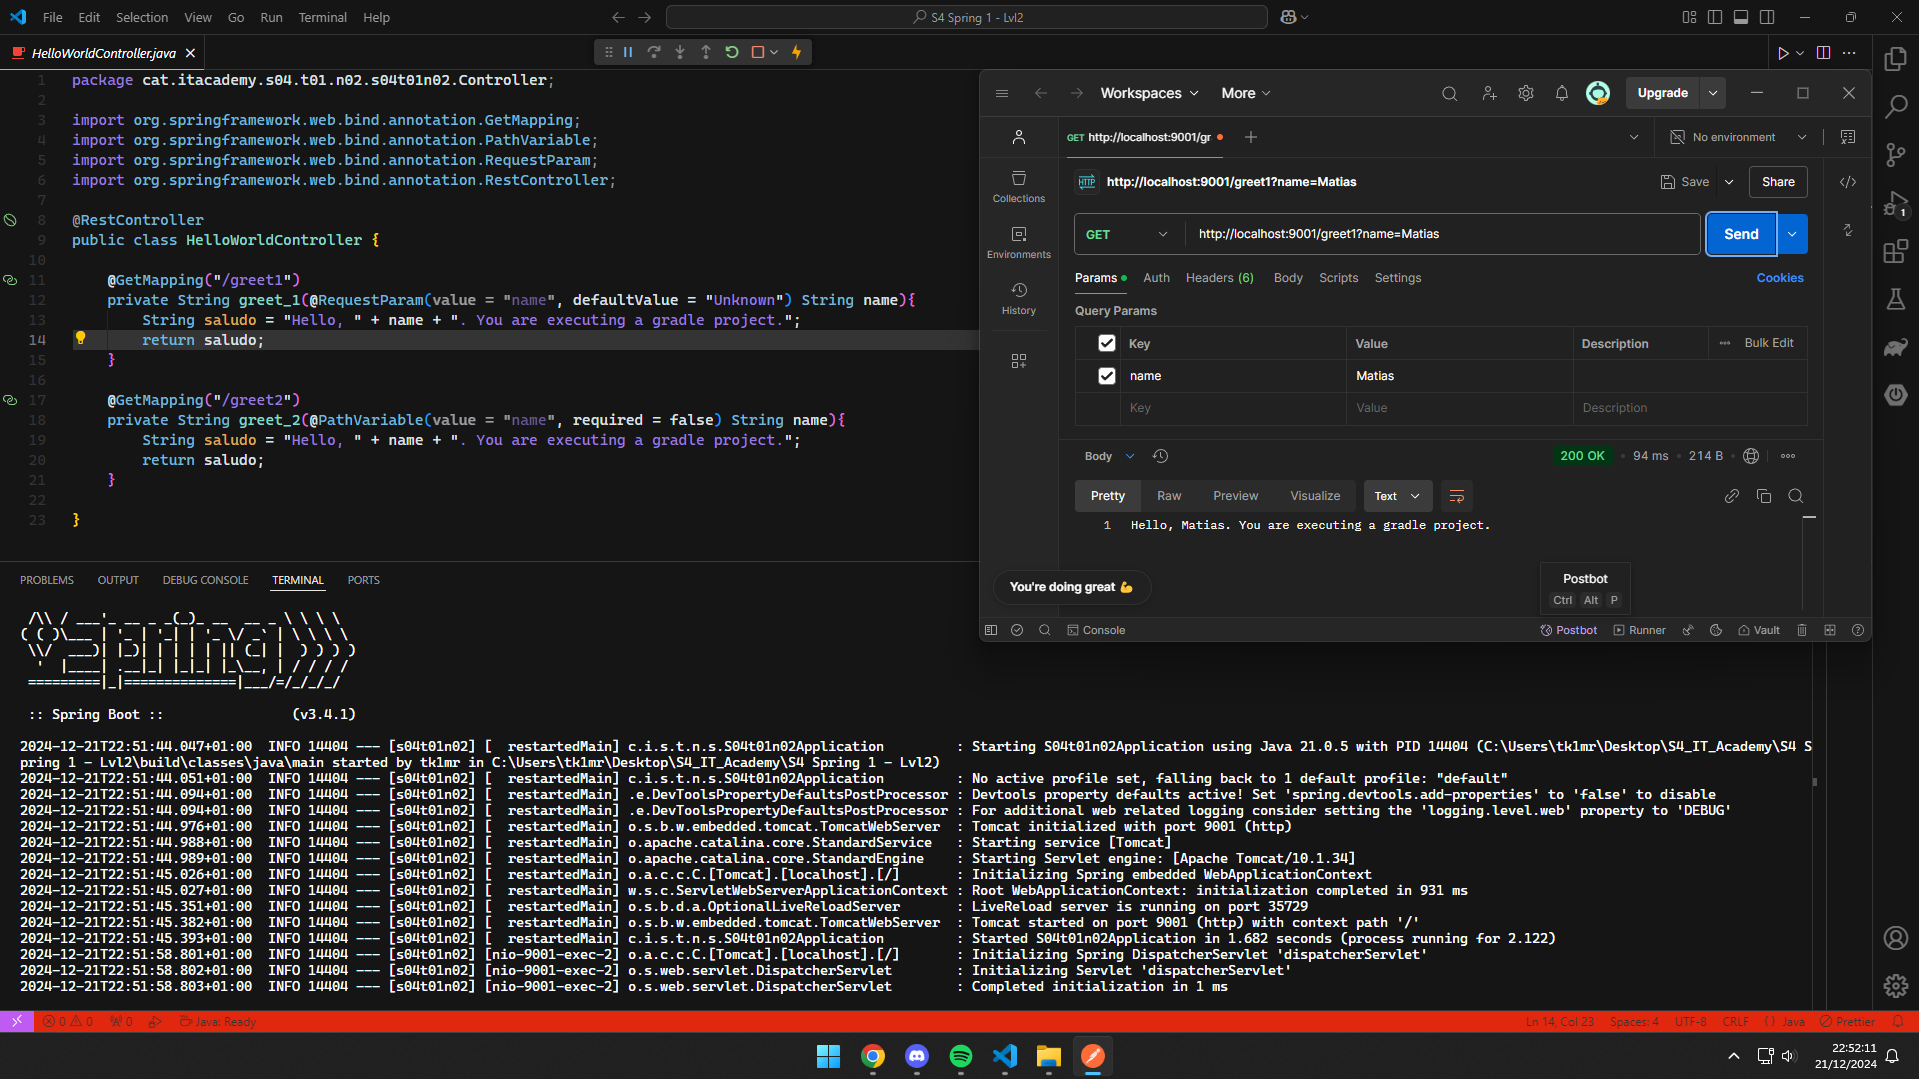 File Edit Selection View Go Run Terminal Help
S4 Spring 1 - Lvl2
HelloWorldController.java
1 package cat.itacademy.s04.t01.n02.s04t01n02.Controller;
2
3 import org.springframework.web.bind.annotation.GetMapping;
4 import org.springframework.web.bind.annotation.PathVariable;
5 import org.springframework.web.bind.annotation.RequestParam;
6 import org.springframework.web.bind.annotation.RestController;
7
8 @RestController
9 public class HelloWorldController {
10
11 @GetMapping("/greet1")
12 private String greet_1(@RequestParam(value = "name", defaultValue = "Unknown") String name){
13 String saludo = "Hello, " + name + ". You are executing a gradle project.";
14 return saludo;
15 }
16
17 @GetMapping("/greet2")
18 private String greet_2(@PathVariable(value = "name", required = false) String name){
19 String saludo = "Hello, " + name + ". You are executing a gradle project.";
20 return saludo;
21 }
22
23 }
Workspaces More Upgrade
GET http://localhost:9001/gr No environment
HTTP http://localhost:9001/greet1?name=Matias Save Share
Collections
Environments
History
GET http://localhost:9001/greet1?name=Matias Send
Params Auth Headers (6) Body Scripts Settings Cookies
Query Params
Key Value Description Bulk Edit
name Matias
Key Value Description
Body 200 OK 94 ms 214 B
Pretty Raw Preview Visualize Text
1 Hello, Matias. You are executing a gradle project.
You're doing great 💪
Postbot
Ctrl Alt P
Console Postbot Runner Vault
1
PROBLEMS OUTPUT DEBUG CONSOLE TERMINAL PORTS
:: Spring Boot :: (v3.4.1)
2024-12-21T22:51:44.047+01:00 INFO 14404 --- [s04t01n02] [ restartedMain] c.i.s.t.n.s.S04t01n02Application : Starting S04t01n02Application using Java 21.0.5 with PID 14404 (C:\Users\tk1mr\Desktop\S4_IT_Academy\S4 S
pring 1 - Lvl2\build\classes\java\main started by tk1mr in C:\Users\tk1mr\Desktop\S4_IT_Academy\S4 Spring 1 - Lvl2)
2024-12-21T22:51:44.051+01:00 INFO 14404 --- [s04t01n02] [ restartedMain] c.i.s.t.n.s.S04t01n02Application : No active profile set, falling back to 1 default profile: "default"
2024-12-21T22:51:44.094+01:00 INFO 14404 --- [s04t01n02] [ restartedMain] .e.DevToolsPropertyDefaultsPostProcessor : Devtools property defaults active! Set 'spring.devtools.add-properties' to 'false' to disable
2024-12-21T22:51:44.094+01:00 INFO 14404 --- [s04t01n02] [ restartedMain] .e.DevToolsPropertyDefaultsPostProcessor : For additional web related logging consider setting the 'logging.level.web' property to 'DEBUG'
2024-12-21T22:51:44.976+01:00 INFO 14404 --- [s04t01n02] [ restartedMain] o.s.b.w.embedded.tomcat.TomcatWebServer : Tomcat initialized with port 9001 (http)
2024-12-21T22:51:44.988+01:00 INFO 14404 --- [s04t01n02] [ restartedMain] o.apache.catalina.core.StandardService : Starting service [Tomcat]
2024-12-21T22:51:44.989+01:00 INFO 14404 --- [s04t01n02] [ restartedMain] o.apache.catalina.core.StandardEngine : Starting Servlet engine: [Apache Tomcat/10.1.34]
2024-12-21T22:51:45.026+01:00 INFO 14404 --- [s04t01n02] [ restartedMain] o.a.c.c.C.[Tomcat].[localhost].[/] : Initializing Spring embedded WebApplicationContext
2024-12-21T22:51:45.027+01:00 INFO 14404 --- [s04t01n02] [ restartedMain] w.s.c.ServletWebServerApplicationContext : Root WebApplicationContext: initialization completed in 931 ms
2024-12-21T22:51:45.351+01:00 INFO 14404 --- [s04t01n02] [ restartedMain] o.s.b.d.a.OptionalLiveReloadServer : LiveReload server is running on port 35729
2024-12-21T22:51:45.382+01:00 INFO 14404 --- [s04t01n02] [ restartedMain] o.s.b.w.embedded.tomcat.TomcatWebServer : Tomcat started on port 9001 (http) with context path '/'
2024-12-21T22:51:45.393+01:00 INFO 14404 --- [s04t01n02] [ restartedMain] c.i.s.t.n.s.S04t01n02Application : Started S04t01n02Application in 1.682 seconds (process running for 2.122)
2024-12-21T22:51:58.801+01:00 INFO 14404 --- [s04t01n02] [nio-9001-exec-2] o.a.c.c.C.[Tomcat].[localhost].[/] : Initializing Spring DispatcherServlet 'dispatcherServlet'
2024-12-21T22:51:58.802+01:00 INFO 14404 --- [s04t01n02] [nio-9001-exec-2] o.s.web.servlet.DispatcherServlet : Initializing Servlet 'dispatcherServlet'
2024-12-21T22:51:58.803+01:00 INFO 14404 --- [s04t01n02] [nio-9001-exec-2] o.s.web.servlet.DispatcherServlet : Completed initialization in 1 ms
0 0 0 Java: Ready Ln 14, Col 23 Spaces: 4 UTF-8 CRLF {} Java Prettier
22:52:11
21/12/2024